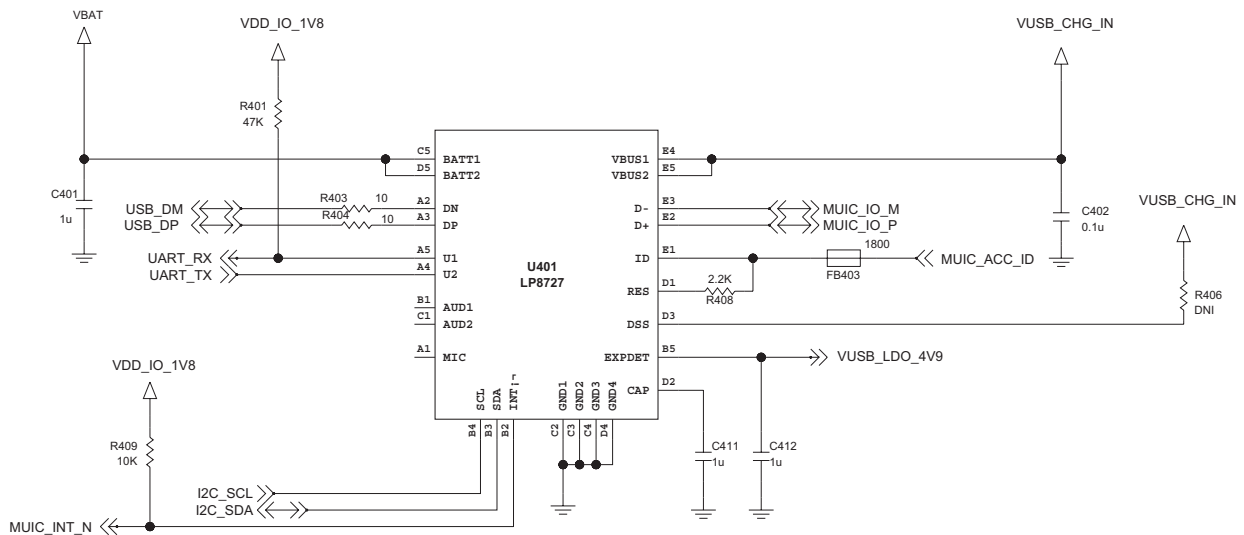 VBAT
VDD_IO_1V8
VUSB_CHG_IN
R401
47K
C5
BATT1
D5
BATT2
VBUS1
E4
VBUS2
E5
C401
1u
R403
10
R404
10
USB_DM
USB_DP
A2
DN
A3
DP
D-
E3
D+
E2
MUIC_IO_M
MUIC_IO_P
C402
0.1u
VUSB_CHG_IN
UART_RX
UART_TX
A5
U1
A4
U2
U401
LP8727
ID
E1
1800
FB403
MUIC_ACC_ID
RES
D1
2.2K
R408
R406
DNI
B1
AUD1
C1
AUD2
DSS
D3
A1
MIC
EXPDET
B5
VUSB_LDO_4V9
CAP
D2
SCL
SDA
INT
GND1
GND2
GND3
GND4
B4
B3
B2
C2
C3
C4
D4
VDD_IO_1V8
R409
10K
C411
1u
C412
1u
I2C_SCL
I2C_SDA
MUIC_INT_N